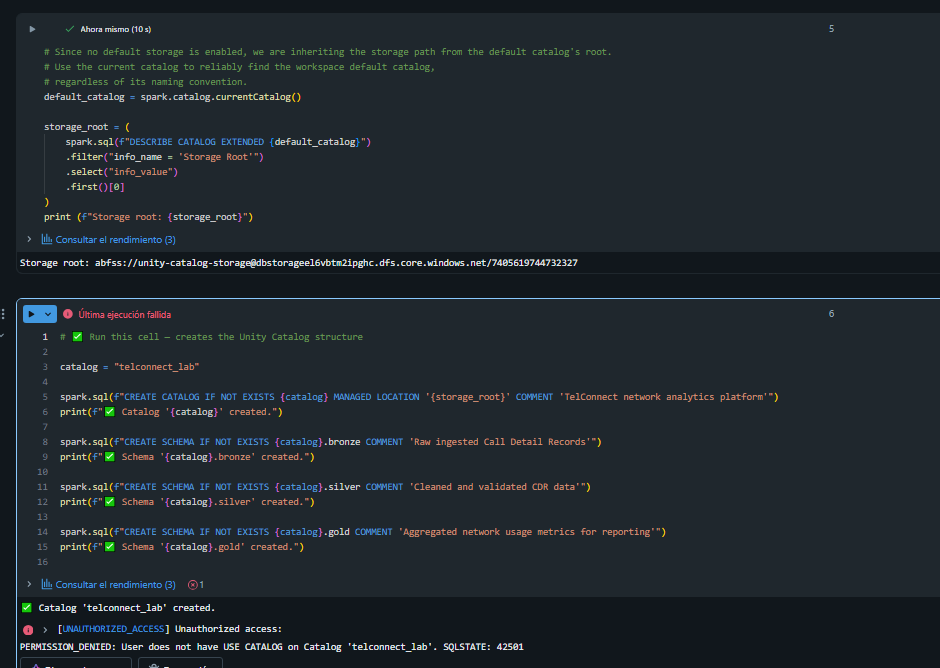 Ahora mismo (10 s)
5
# Since no default storage is enabled, we are inheriting the storage path from the default catalog's root.
# Use the current catalog to reliably find the workspace default catalog,
# regardless of its naming convention.
default_catalog = spark.catalog.currentCatalog()
storage_root = (
spark.sql(f"DESCRIBE CATALOG EXTENDED {default_catalog}")
.filter("info_name = 'Storage Root'")
.select("info_value")
.first()[0]
)
print (f"Storage root: {storage_root}")
Consultar el rendimiento (3)
Storage root: abfss://unity-catalog-storage@dbstorageel6vbtm2ipghc.dfs.core.windows.net/7405619744732327
Última ejecución fallida
6
1 # ✅ Run this cell — creates the Unity Catalog structure
2
3 catalog = "telconnect_lab"
4
5 spark.sql(f"CREATE CATALOG IF NOT EXISTS {catalog} MANAGED LOCATION '{storage_root}' COMMENT 'TelConnect network analytics platform'")
6 print(f"✅ Catalog '{catalog}' created.")
7
8 spark.sql(f"CREATE SCHEMA IF NOT EXISTS {catalog}.bronze COMMENT 'Raw ingested Call Detail Records'")
9 print(f"✅ Schema '{catalog}.bronze' created.")
10
11 spark.sql(f"CREATE SCHEMA IF NOT EXISTS {catalog}.silver COMMENT 'Cleaned and validated CDR data'")
12 print(f"✅ Schema '{catalog}.silver' created.")
13
14 spark.sql(f"CREATE SCHEMA IF NOT EXISTS {catalog}.gold COMMENT 'Aggregated network usage metrics for reporting'")
15 print(f"✅ Schema '{catalog}.gold' created.")
16
Consultar el rendimiento (3) 1
✅ Catalog 'telconnect_lab' created.
[UNAUTHORIZED_ACCESS] Unauthorized access:
PERMISSION_DENIED: User does not have USE CATALOG on Catalog 'telconnect_lab'. SQLSTATE: 42501